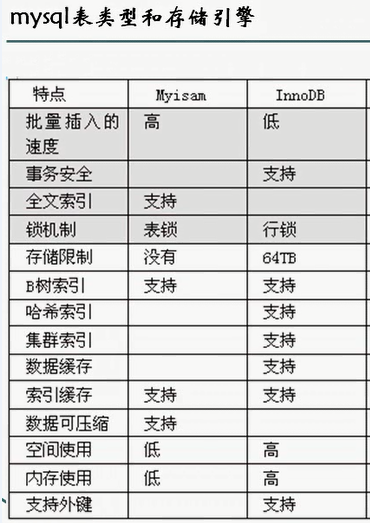 mysql表类型和存储引擎
特点 Myisam InnoDB
批量插入的速度 高 低
事务安全 支持
全文索引 支持
锁机制 表锁 行锁
存储限制 没有 64TB
B树索引 支持 支持
哈希索引 支持
集群索引 支持
数据缓存 支持
索引缓存 支持 支持
数据可压缩 支持
空间使用 低 高
内存使用 低 高
支持外键 支持